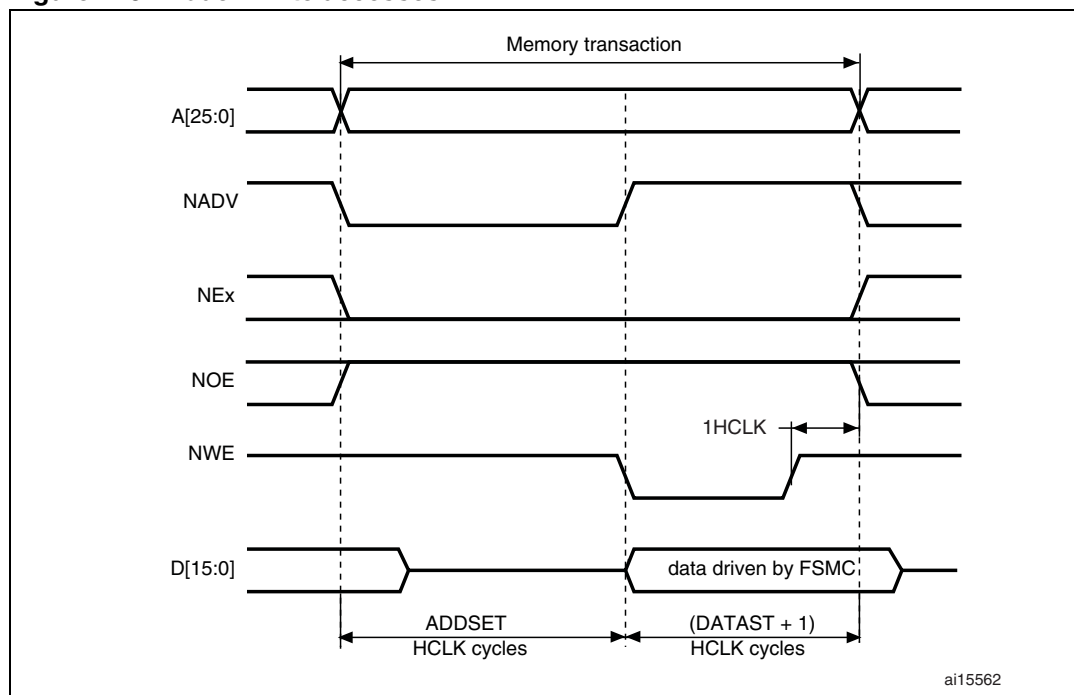 Memory transaction
A[25:0]
NADV
NEx
NOE
1HCLK
NWE
D[15:0]
data driven by FSMC
ADDSET
HCLK cycles
(DATAST + 1)
HCLK cycles
ai15562